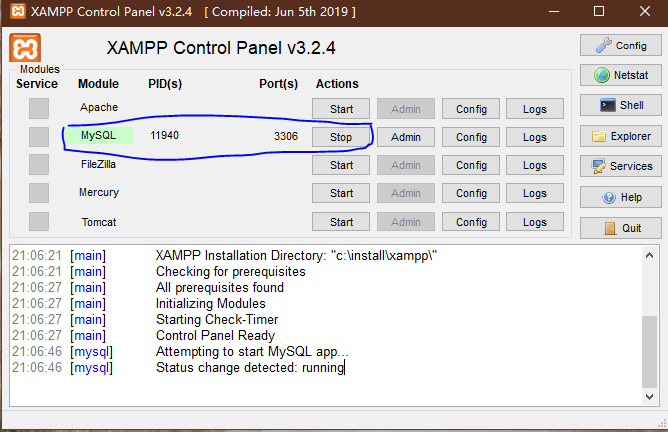 XAMPP Control Panel v3.2.4 [ Compiled: Jun 5th 2019 ]
XAMPP Control Panel v3.2.4
Modules
Service Module PID(s) Port(s) Actions
Apache Start Admin Config Logs
MySQL 11940 3306 Stop Admin Config Logs
FileZilla Start Admin Config Logs
Mercury Start Admin Config Logs
Tomcat Start Admin Config Logs
Config
Netstat
Shell
Explorer
Services
Help
Quit
21:06:21 [main] XAMPP Installation Directory: "c:\install\xampp\"
21:06:21 [main] Checking for prerequisites
21:06:27 [main] All prerequisites found
21:06:27 [main] Initializing Modules
21:06:27 [main] Starting Check-Timer
21:06:27 [main] Control Panel Ready
21:06:46 [mysql] Attempting to start MySQL app...
21:06:46 [mysql] Status change detected: running